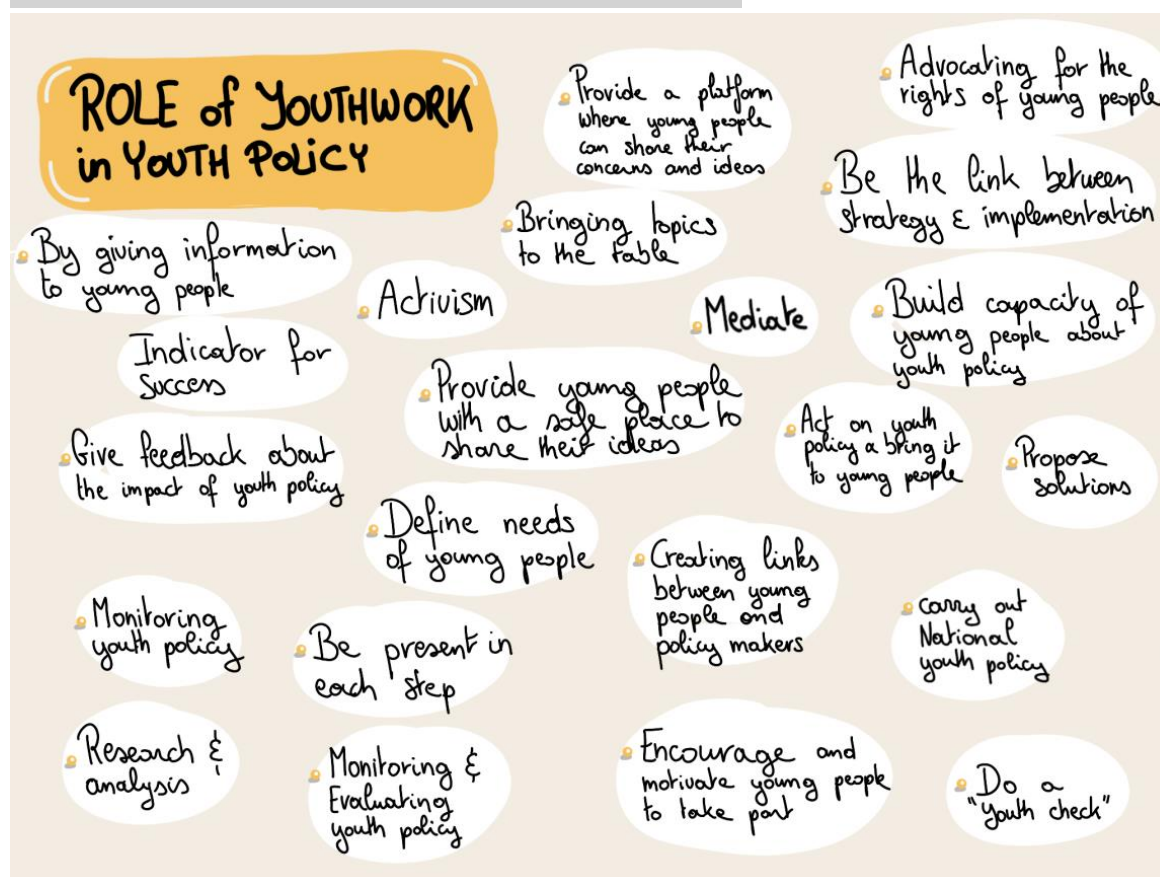 ROLE of YOUTHWORK
in YOUTH POLICY
Provide a platform
where young people
can share their
concerns and ideas
Advocating for the
rights of young people
Be the link between
strategy & implementation
Bringing topics
to the table
By giving information
to young people
Activism
Mediate
Build capacity of
young people about
youth policy
Indicator for
success
Provide young people
with a safe place to
share their ideas
Act on youth
policy a bring it
to young people
Propose
solutions
Give feedback about
the impact of youth policy
Define needs
of young people
Creating links
between young
people and
policy makers
Monitoring
youth policy
Be present in
each step
carry out
National
youth policy
Research &
analysis
Monitoring &
Evaluating
youth policy
Encourage and
motivate young people
to take part
Do a
"Youth check"